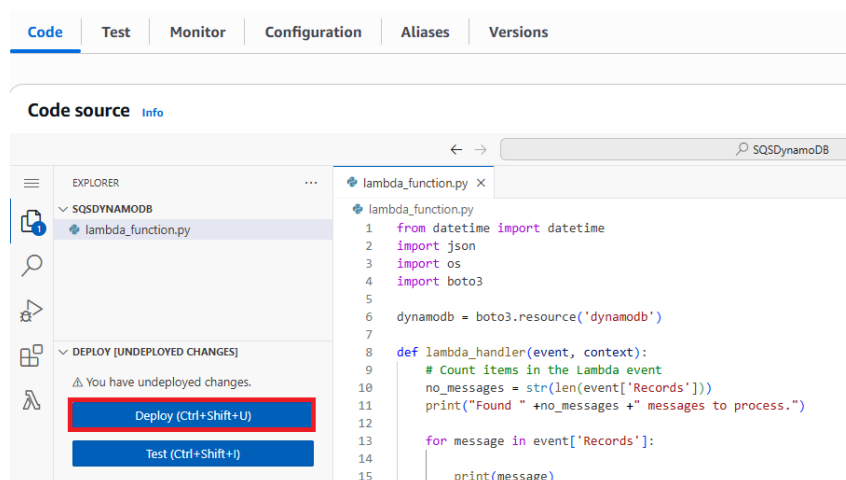 Code Test Monitor Configuration Aliases Versions
Code source Info
SQSDynamoDB
EXPLORER
SQSDYNAMODB
lambda_function.py
1
DEPLOY [UNDEPLOYED CHANGES]
You have undeployed changes.
Deploy (Ctrl+Shift+U)
Test (Ctrl+Shift+I)
lambda_function.py
lambda_function.py
1 from datetime import datetime
2 import json
3 import os
4 import boto3
5
6 dynamodb = boto3.resource('dynamodb')
7
8 def lambda_handler(event, context):
9 # Count items in the Lambda event
10 no_messages = str(len(event['Records']))
11 print("Found " +no_messages +" messages to process.")
12
13 for message in event['Records']:
14
15 print(message)